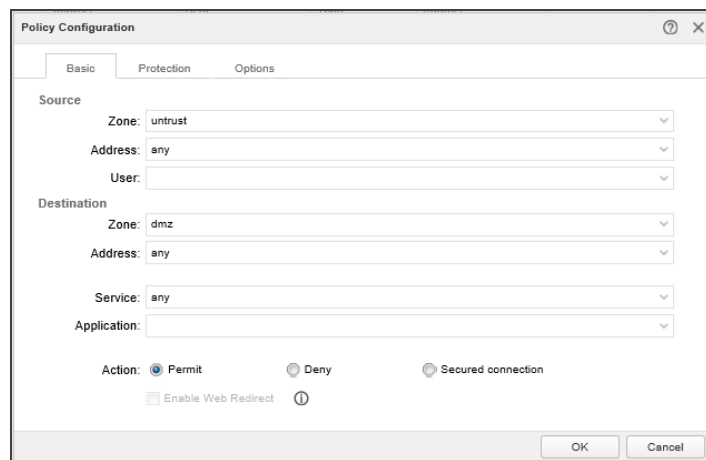 Policy Configuration
Basic Protection Options
Source
Zone: untrust
Address: any
User:
Destination
Zone: dmz
Address: any
Service: any
Application:
Action: Permit Deny Secured connection
Enable Web Redirect
OK Cancel